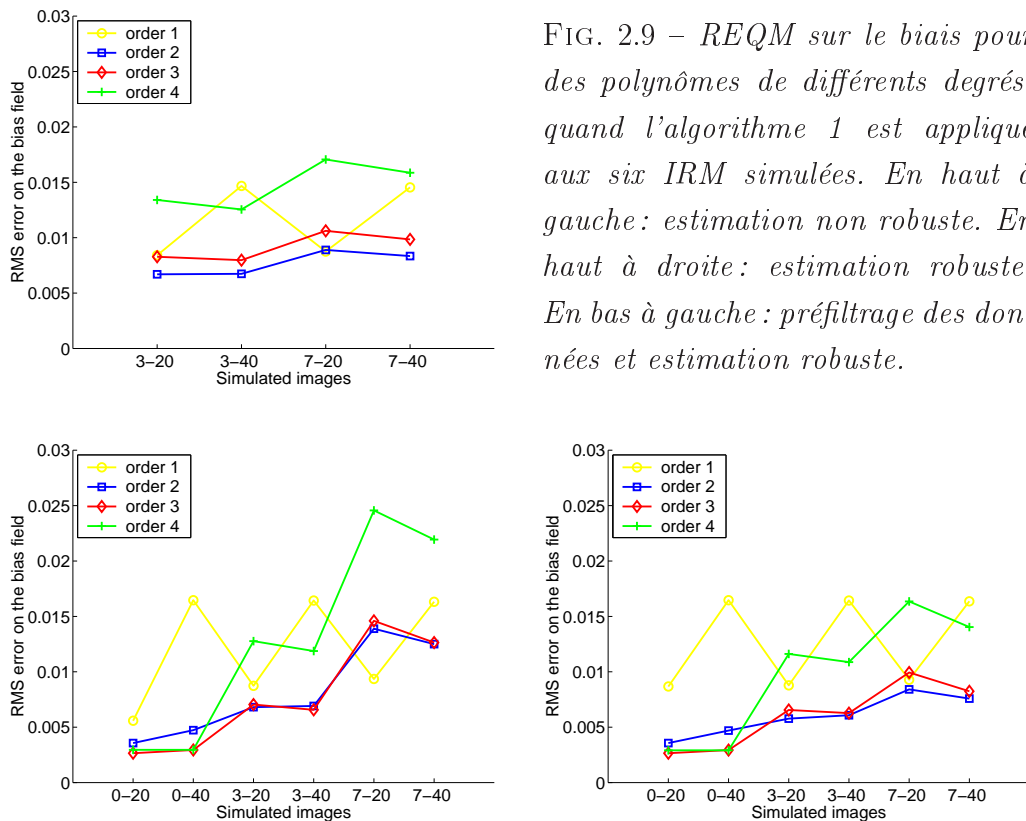 0.03
0.025
0.02
0.015
0.01
0.005
0
RMS error on the bias field
order 1
order 2
order 3
order 4
3−20 3−40 7−20 7−40
Simulated images
FIG. 2.9 – REQM sur le biais pour
des polynômes de différents degrés
quand l'algorithme 1 est appliqué
aux six IRM simulées. En haut à
gauche : estimation non robuste. En
haut à droite : estimation robuste
En bas à gauche : préfiltrage des don
nées et estimation robuste.
0.03
0.025
0.02
0.015
0.01
0.005
0
RMS error on the bias field
order 1
order 2
order 3
order 4
0−20 0−40 3−20 3−40 7−20 7−40
Simulated images
0.03
0.025
0.02
0.015
0.01
0.005
0
RMS error on the bias field
order 1
order 2
order 3
order 4
0−20 0−40 3−20 3−40 7−20 7−40
Simulated images